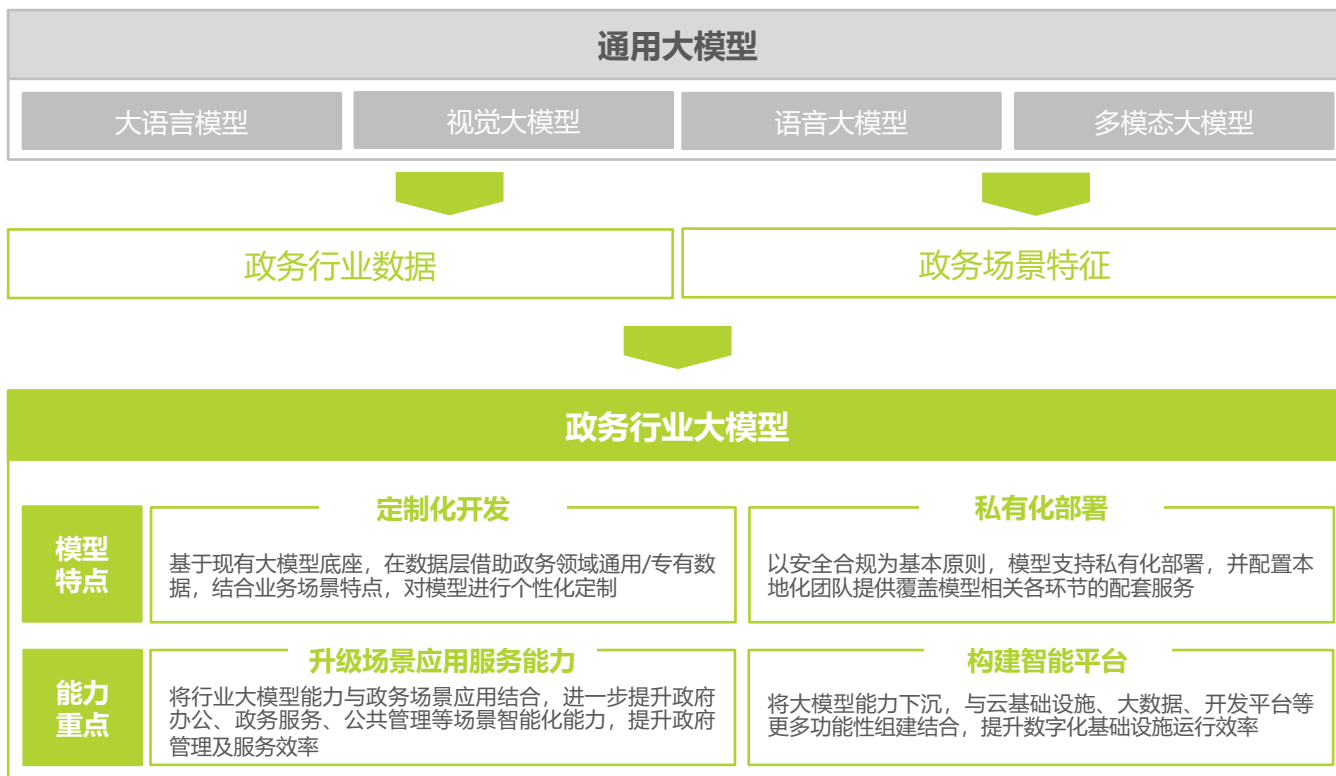 通用大模型
大语言模型
视觉大模型
语音大模型
多模态大模型
政务行业数据
政务场景特征
政务行业大模型
模型
特点
定制化开发
基于现有大模型底座，在数据层借助政务领域通用/专有数
据，结合业务场景特点，对模型进行个性化定制
私有化部署
以安全合规为基本原则，模型支持私有化部署，并配置本
地化团队提供覆盖模型相关各环节的配套服务
能力
重点
升级场景应用服务能力
将行业大模型能力与政务场景应用结合，进一步提升政府
办公、政务服务、公共管理等场景智能化能力，提升政府
管理及服务效率
构建智能平台
将大模型能力下沉，与云基础设施、大数据、开发平台等
更多功能性组建结合，提升数字化基础设施运行效率